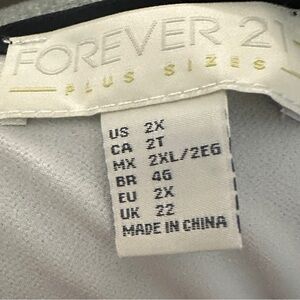 FOREVER 21
PLUS SIZES
US 2X
CA 2T
MX 2XL/2EG
BR 46
EU 2X
UK 22
MADE IN CHINA